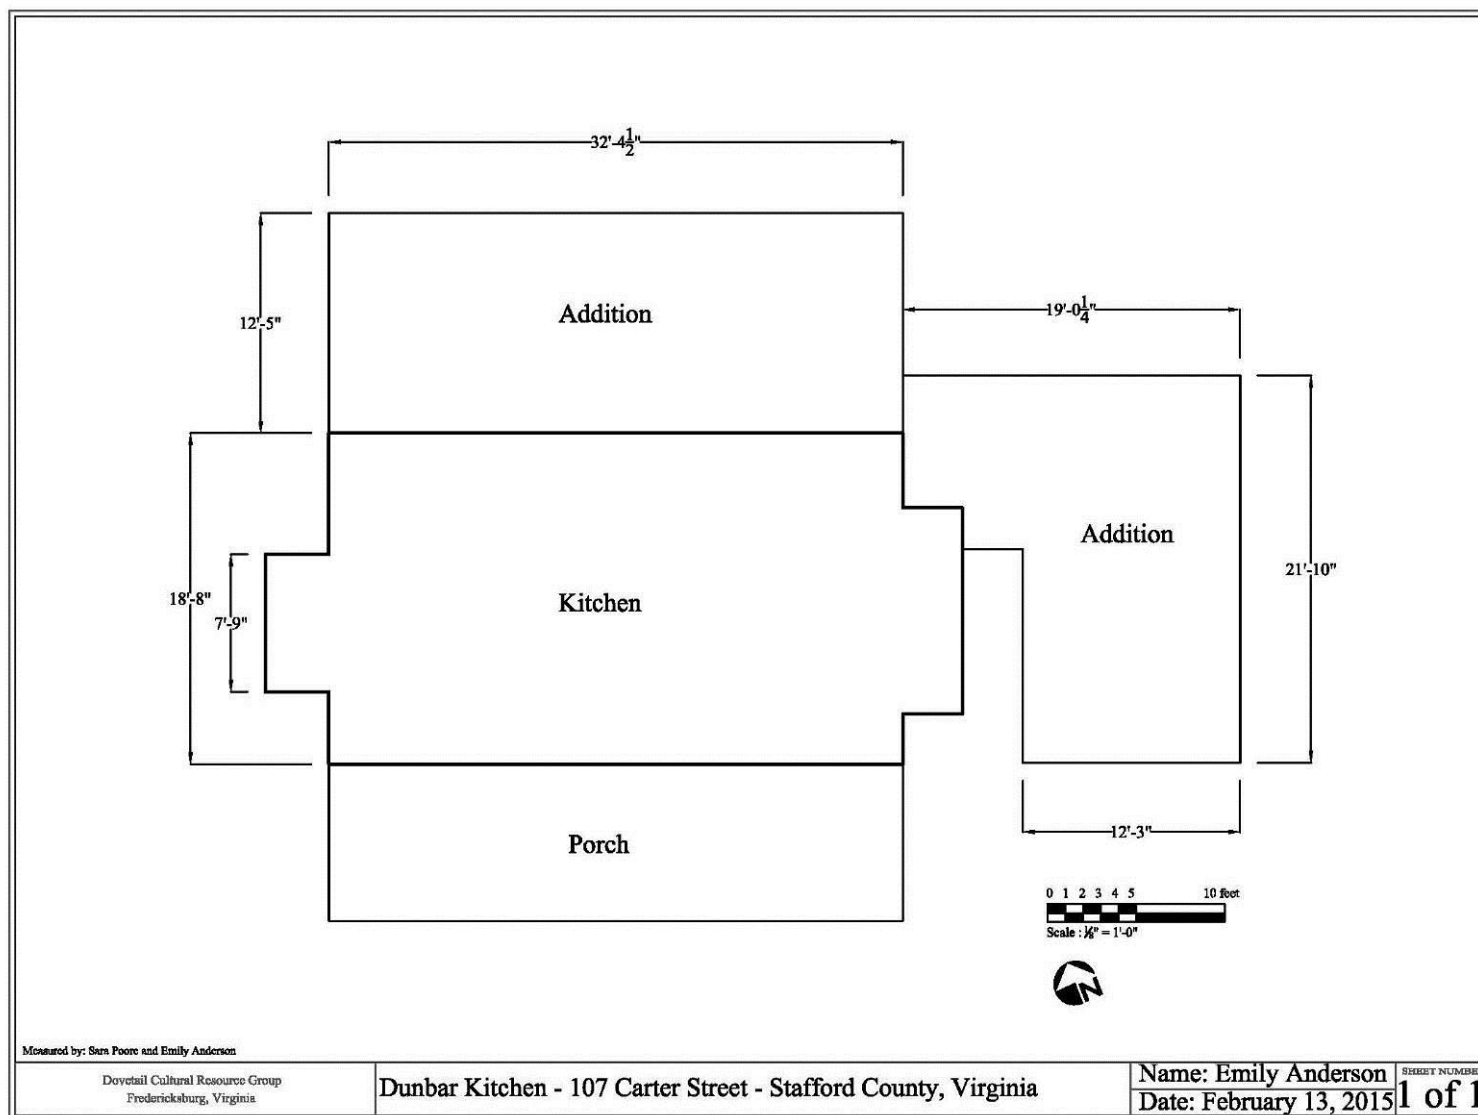 32'-4½"
Addition
19'-0¼"
12'-5"
Addition
21'-10"
18'-8"
7'-9"
Kitchen
12'-3"
Porch
0 1 2 3 4 5 10 feet
Scale : ⅛" = 1'-0"
N
Measured by: Sara Poore and Emily Anderson
Dovetail Cultural Resource Group
Fredericksburg, Virginia
Dunbar Kitchen - 107 Carter Street - Stafford County, Virginia
Name: Emily Anderson
Date: February 13, 2015
SHEET NUMBE
1 of 1